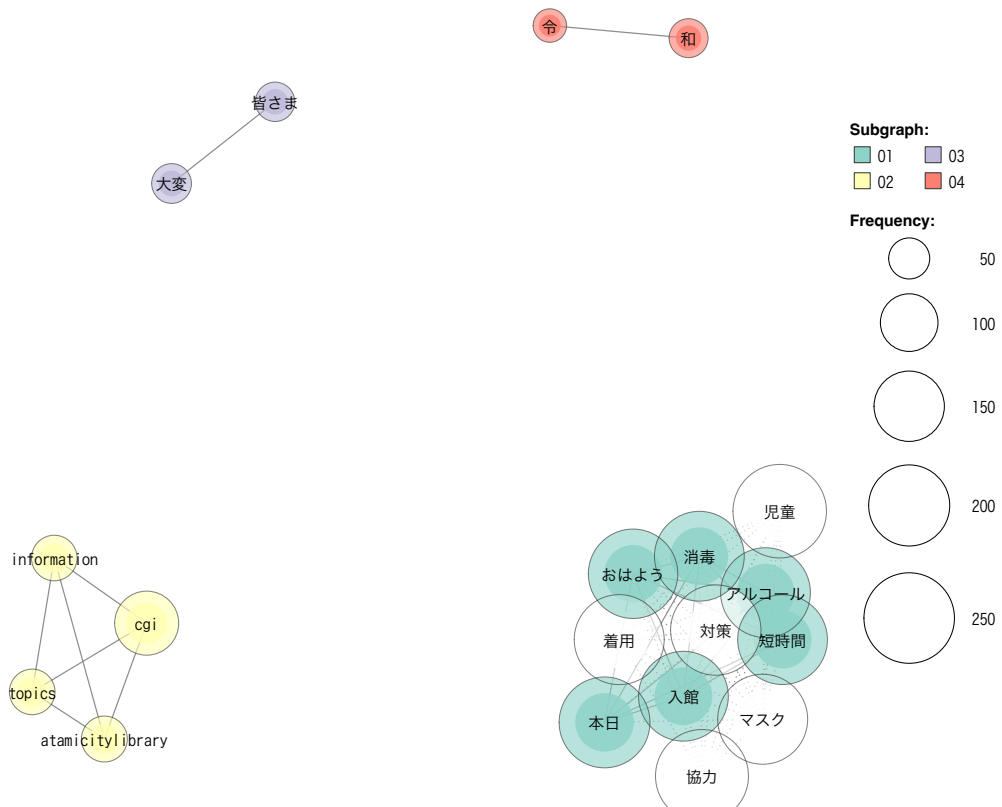 令
和
皆さま
大変
Subgraph:
01 03
02 04
Frequency:
50
100
150
200
250
児童
消毒
おはよう
アルコール
着用
対策
短時間
入館
本日
マスク
協力
information
cgi
topics
atamicitylibrary